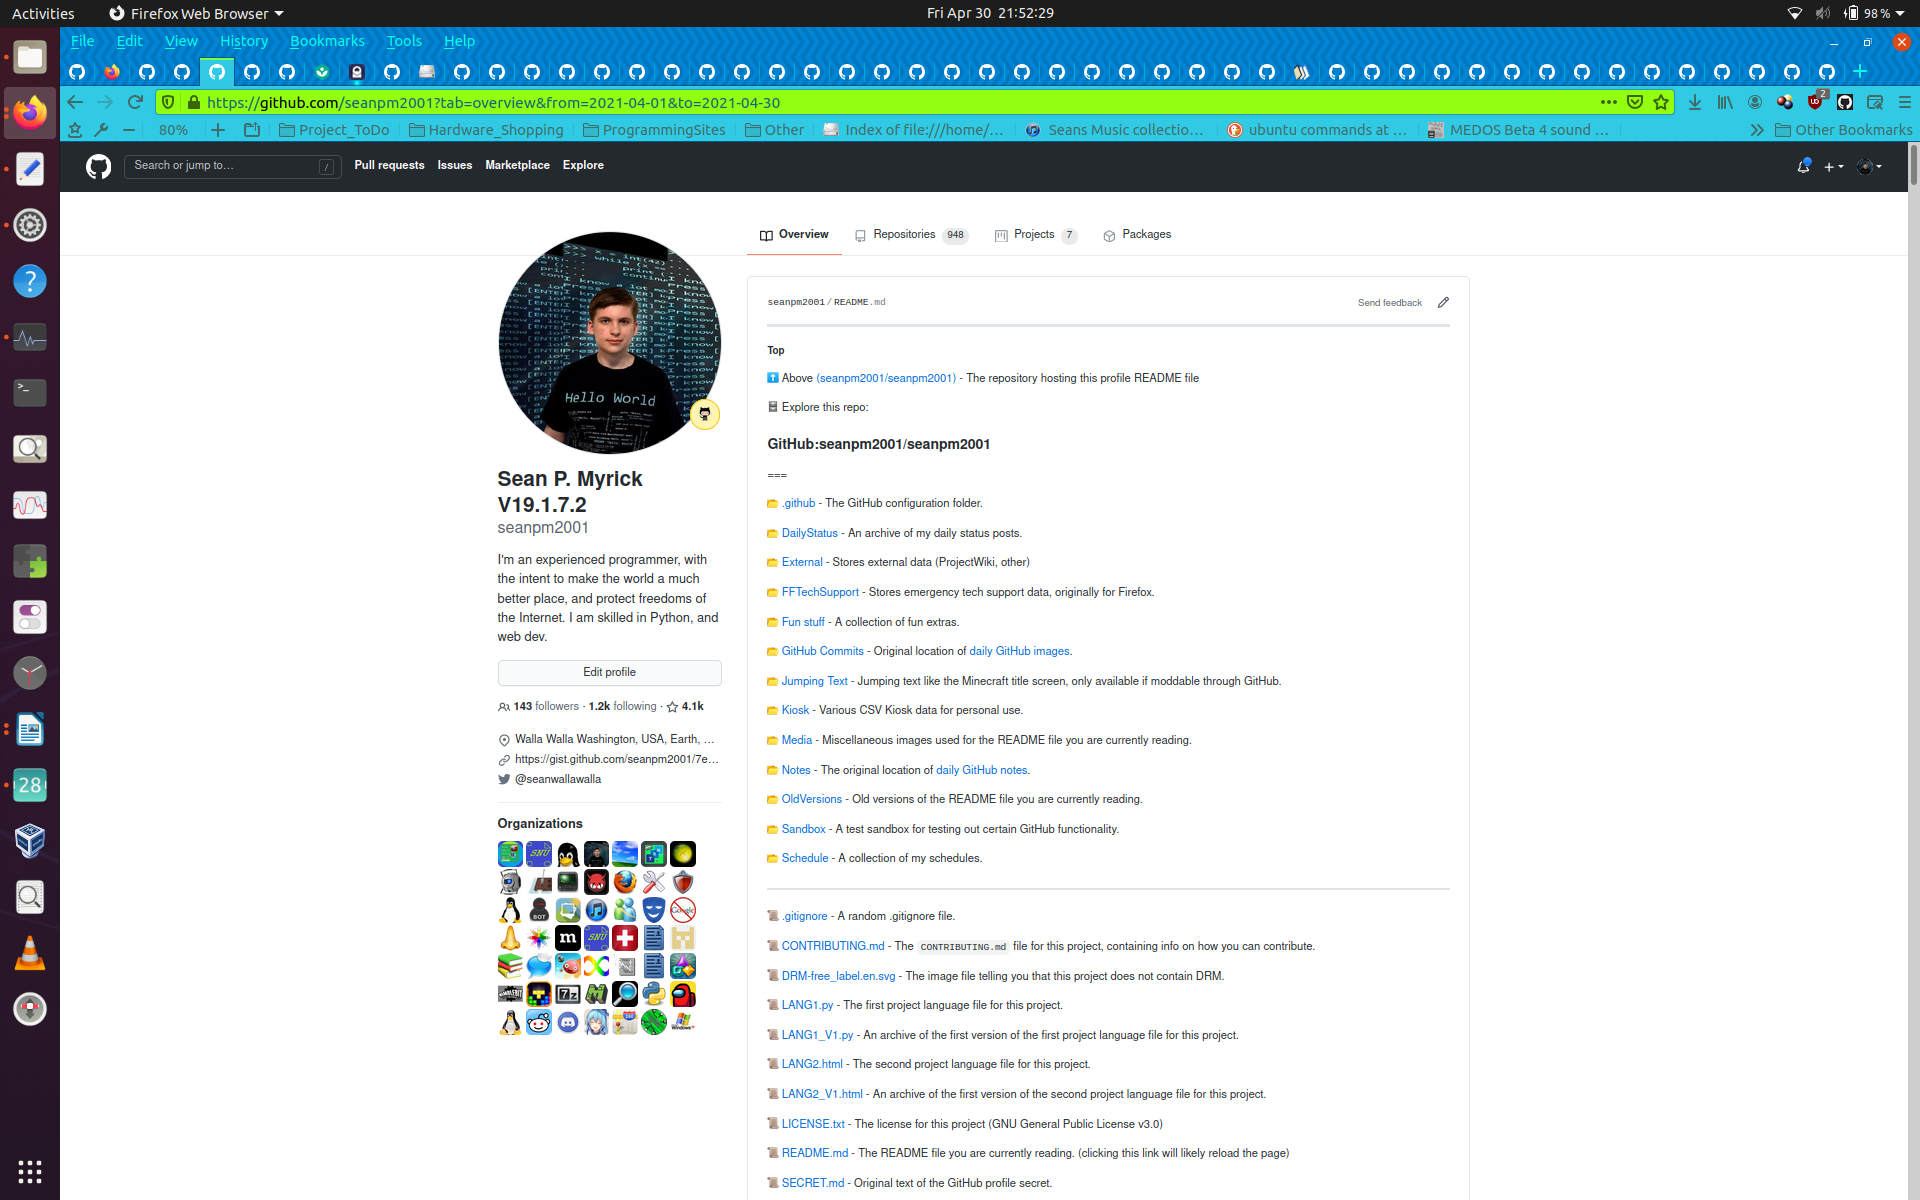 Activities
Firefox Web Browser
Fri Apr 30 21:52:29
98 %
File Edit View History Bookmarks Tools Help
https://github.com/seanpm2001?tab=overview&from=2021-04-01&to=2021-04-30
2
80%
Project_ToDo
Hardware_Shopping
ProgrammingSites
Other
Index of file:///home/...
Seans Music collectio...
ubuntu commands at ...
MEDOS Beta 4 sound ...
Other Bookmarks
Search or jump to...
/
Pull requests Issues Marketplace Explore
Overview
Repositories 948
Projects 7
Packages
Hello World
Sean P. Myrick
V19.1.7.2
seanpm2001
I'm an experienced programmer, with
the intent to make the world a much
better place, and protect freedoms of
the Internet. I am skilled in Python, and
web dev.
Edit profile
143 followers · 1.2k following · 4.1k
Walla Walla Washington, USA, Earth, ...
https://gist.github.com/seanpm2001/7e...
@seanwallawalla
Organizations
28
seanpm2001/README.md
Send feedback
Top
Above (seanpm2001/seanpm2001) - The repository hosting this profile README file
Explore this repo:
GitHub:seanpm2001/seanpm2001
===
.github - The GitHub configuration folder.
DailyStatus - An archive of my daily status posts.
External - Stores external data (ProjectWiki, other)
FFTechSupport - Stores emergency tech support data, originally for Firefox.
Fun stuff - A collection of fun extras.
GitHub Commits - Original location of daily GitHub images.
Jumping Text - Jumping text like the Minecraft title screen, only available if moddable through GitHub.
Kiosk - Various CSV Kiosk data for personal use.
Media - Miscellaneous images used for the README file you are currently reading.
Notes - The original location of daily GitHub notes.
OldVersions - Old versions of the README file you are currently reading.
Sandbox - A test sandbox for testing out certain GitHub functionality.
Schedule - A collection of my schedules.
.gitignore - A random .gitignore file.
CONTRIBUTING.md - The CONTRIBUTING.md file for this project, containing info on how you can contribute.
DRM-free_label.en.svg - The image file telling you that this project does not contain DRM.
LANG1.py - The first project language file for this project.
LANG1_V1.py - An archive of the first version of the first project language file for this project.
LANG2.html - The second project language file for this project.
LANG2_V1.html - An archive of the first version of the second project language file for this project.
LICENSE.txt - The license for this project (GNU General Public License v3.0)
README.md - The README file you are currently reading. (clicking this link will likely reload the page)
SECRET.md - Original text of the GitHub profile secret.